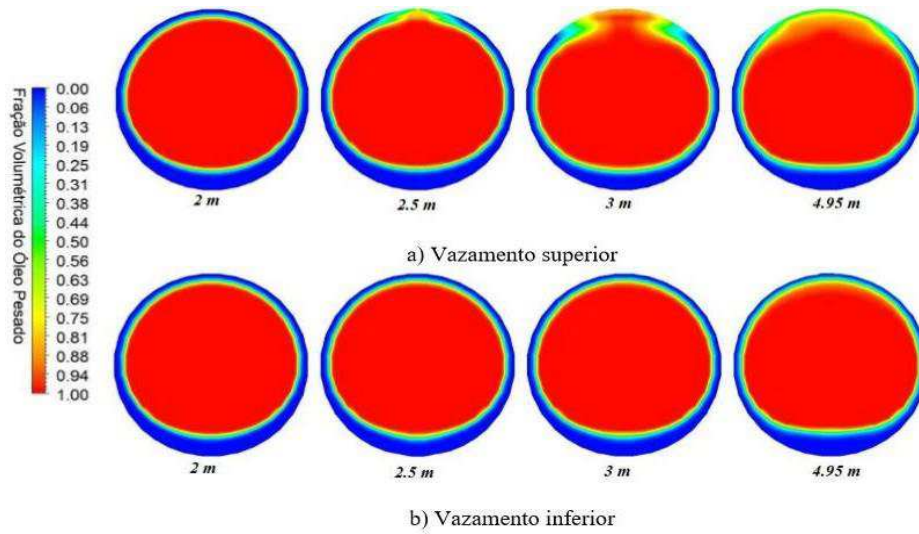 Fração Volumétrica do Óleo Pesado
0.00
0.06
0.13
0.19
0.25
0.31
0.38
0.44
0.50
0.56
0.63
0.69
0.75
0.81
0.88
0.94
1.00
2 m
2.5 m
3 m
4.95 m
a) Vazamento superior
2 m
2.5 m
3 m
4.95 m
b) Vazamento inferior